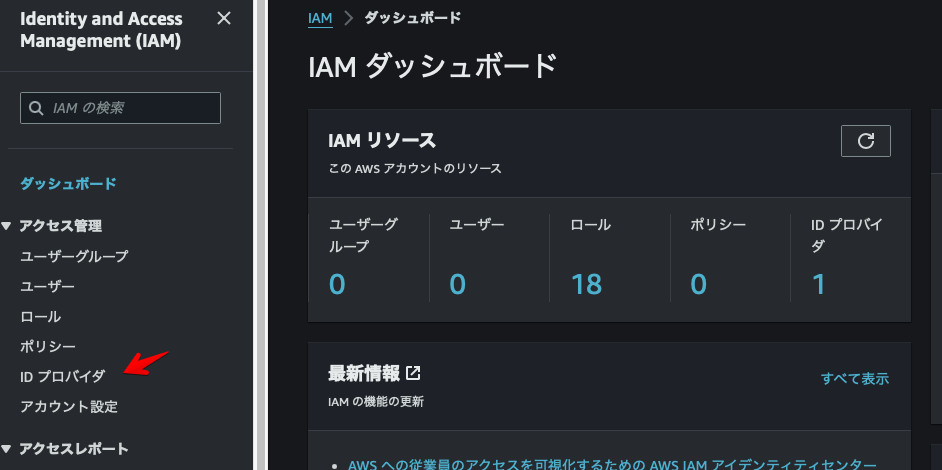 Identity and Access
Management (IAM)
IAM の検索
ダッシュボード
アクセス管理
ユーザーグループ
ユーザー
ロール
ポリシー
ID プロバイダ
アカウント設定
アクセスレポート
IAM
ダッシュボード
IAM ダッシュボード
IAM リソース
この AWS アカウントのリソース
ユーザーグ
ループ
0
ユーザー
0
ロール
18
ポリシー
0
ID プロバイ
ダ
1
最新情報
すべて表示
IAM の機能の更新
AWS への従業員のアクセスを可視化するための AWS IAM アイデンティティセンター